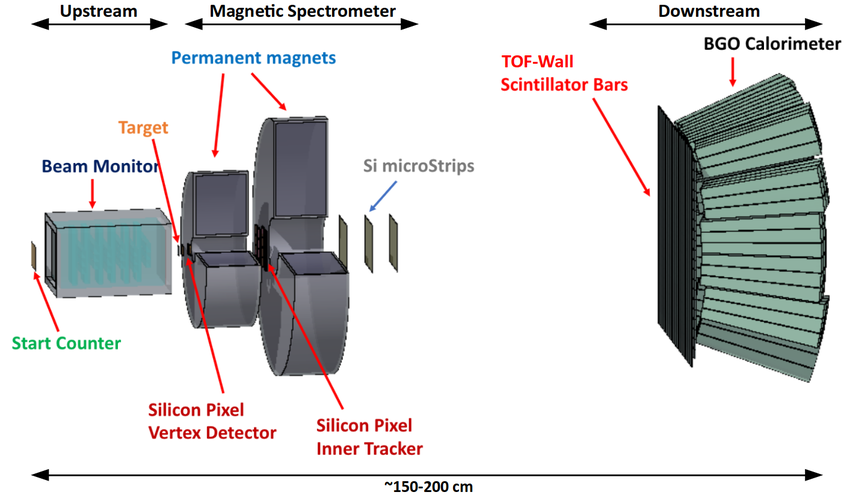 Upstream
Magnetic Spectrometer
Downstream
BGO Calorimeter
Permanent magnets
TOF-Wall
Scintillator Bars
Target
Beam Monitor
Si microStrips
Start Counter
Silicon Pixel
Vertex Detector
Silicon Pixel
Inner Tracker
~150-200 cm